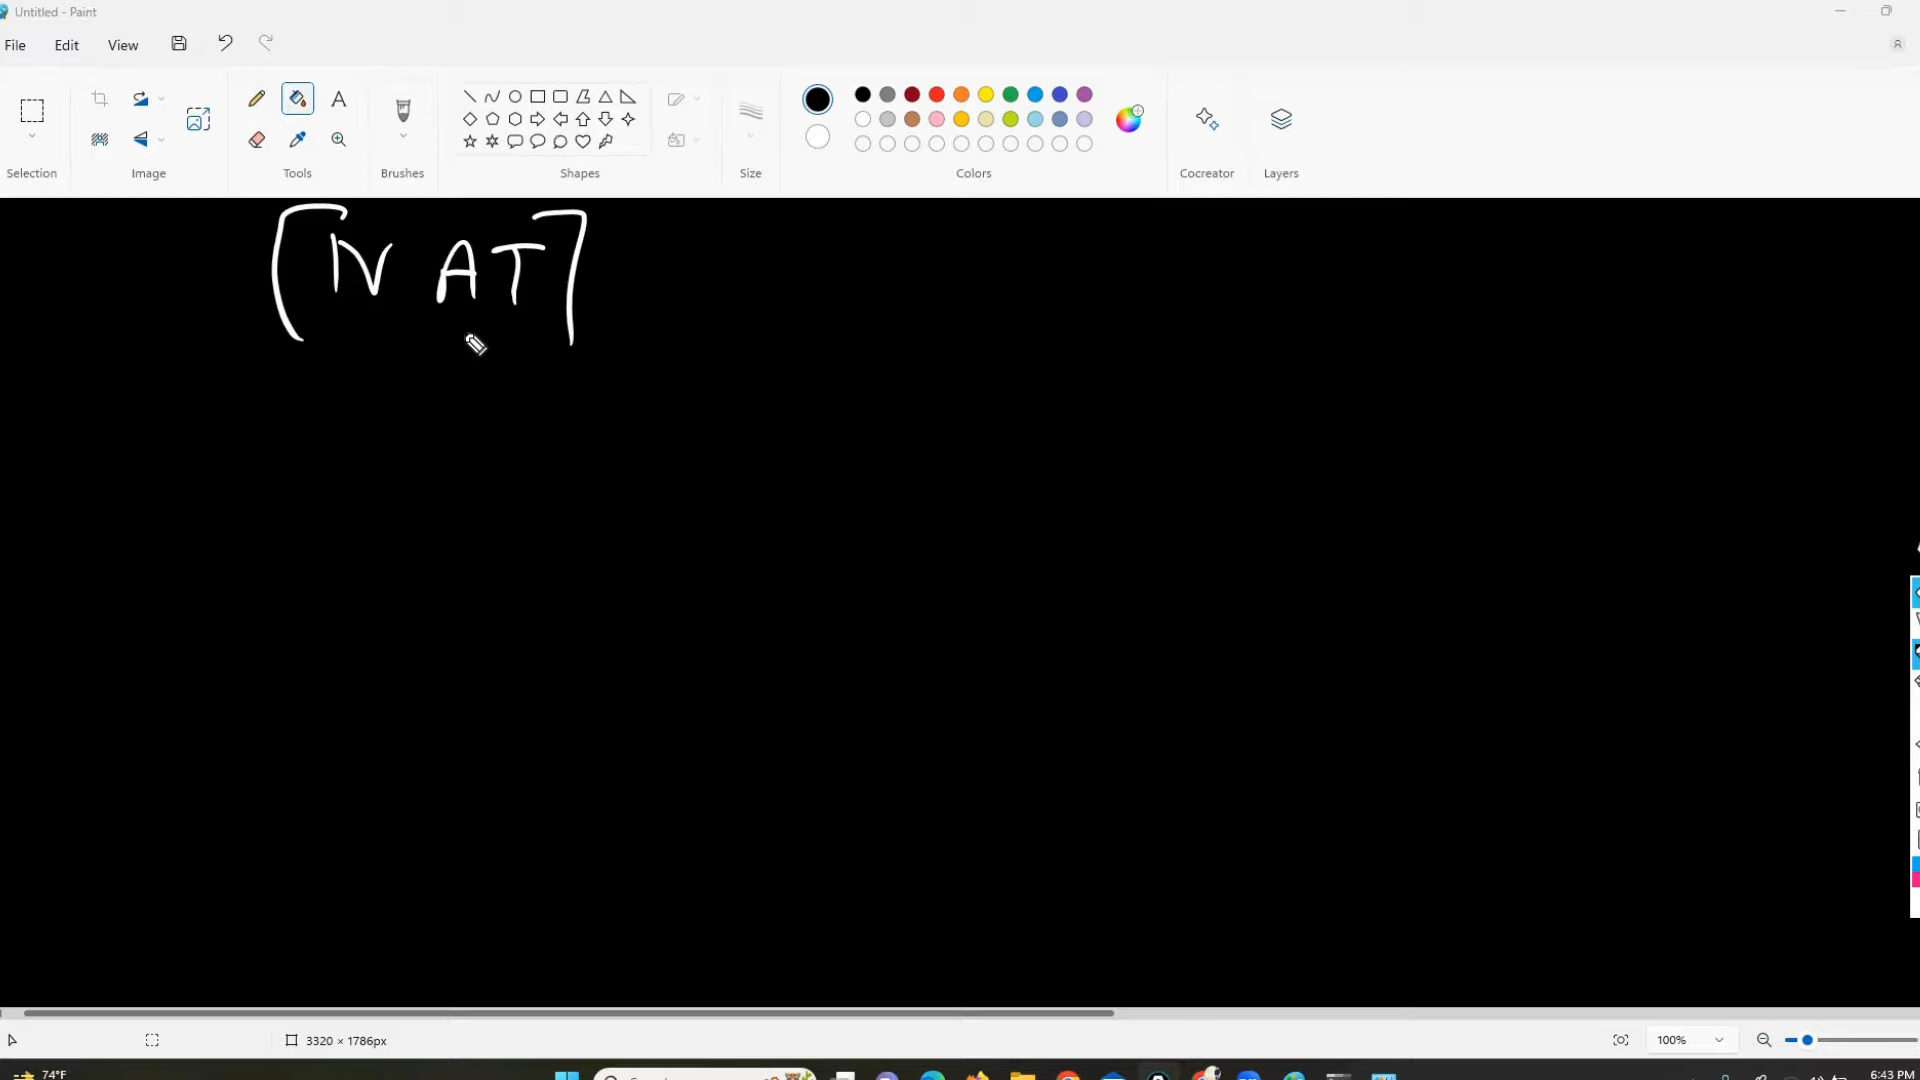 Untitled - Paint
File Edit View
Selection Image Tools Brushes Shapes Size Colors Cocreator Layers
[NAT]
3320 × 1786px 100%
74°F 6:43 PM